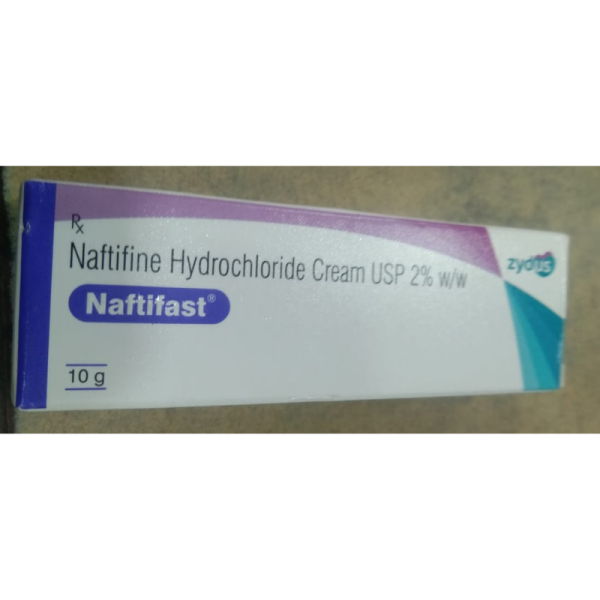 Rx
Naftifine Hydrochloride Cream USP 2% w/w
Naftifast®
10 g
zydus